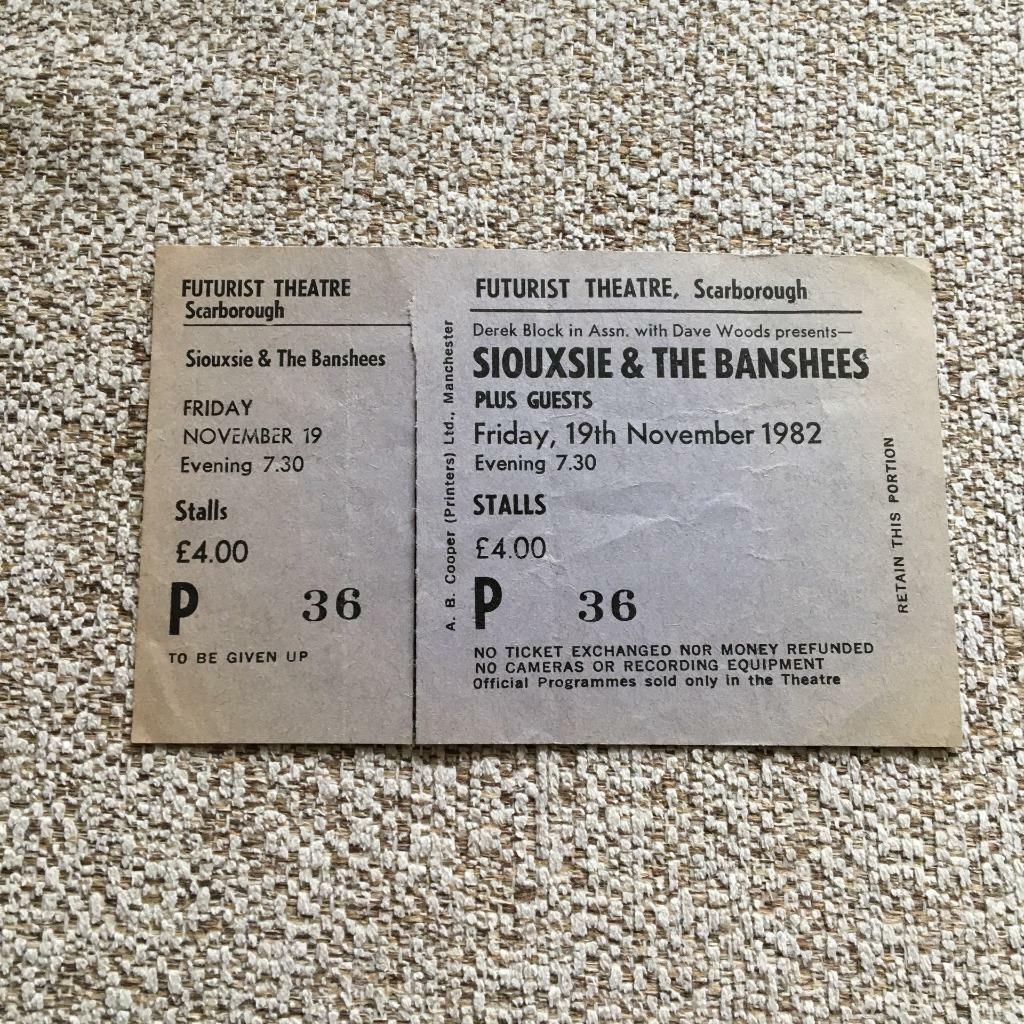 FUTURIST THEATRE
Scarborough
Siouxsie & The Banshees
FRIDAY
NOVEMBER 19
Evening 7.30
Stalls
£4.00
P 36
TO BE GIVEN UP
A. B. Cooper (Printers) Ltd., Manchester
FUTURIST THEATRE, Scarborough
Derek Block in Assn. with Dave Woods presents—
SIOUXSIE & THE BANSHEES
PLUS GUESTS
Friday, 19th November 1982
Evening 7.30
STALLS
£4.00
P 36
NO TICKET EXCHANGED NOR MONEY REFUNDED
NO CAMERAS OR RECORDING EQUIPMENT
Official Programmes sold only in the Theatre
RETAIN THIS PORTION